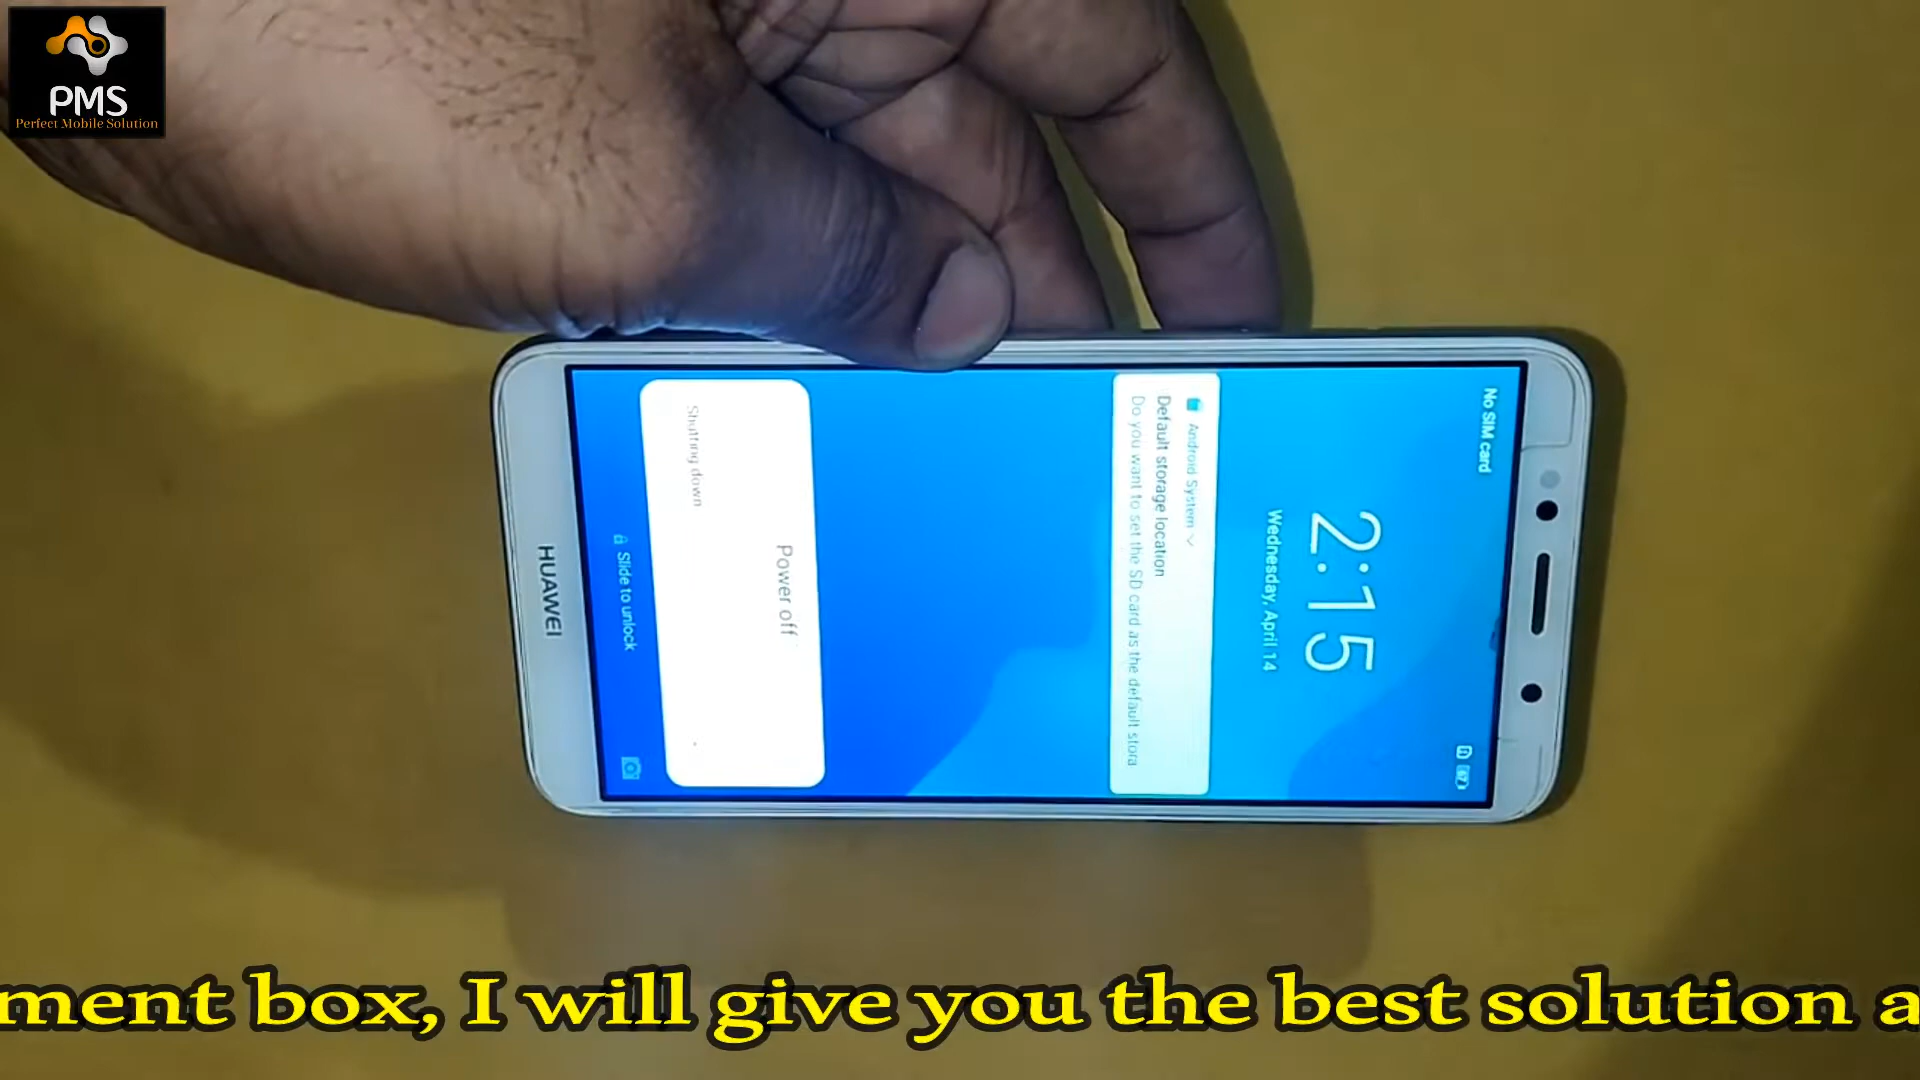 PMS
Perfect Mobile Solution
No SIM card
67
2:15
Wednesday, April 14
Android System
Default storage location
Do you want to set the SD card as the default stora
Power off
Shutting down
Slide to unlock
HUAWEI
ment box, I will give you the best solution a